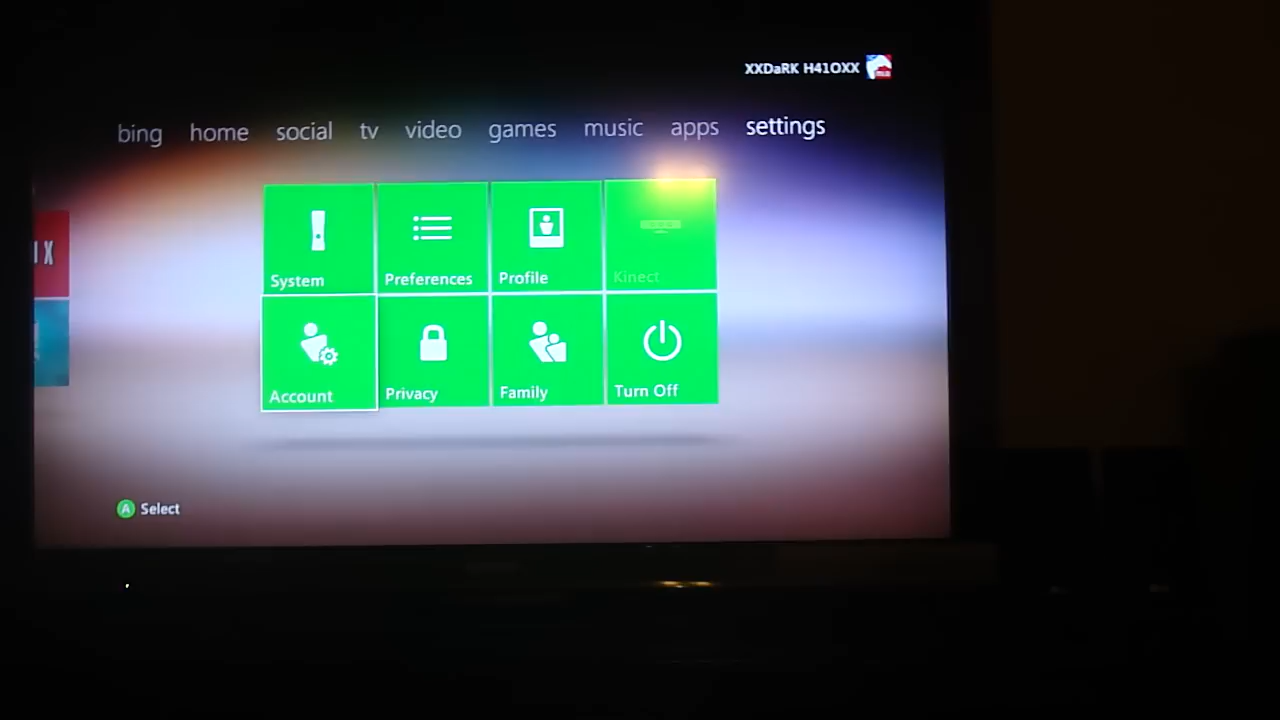 XXDaRK H41OXX
bing home social tv video games music apps settings
IX
System Preferences Profile Kinect
Account Privacy Family Turn Off
A Select